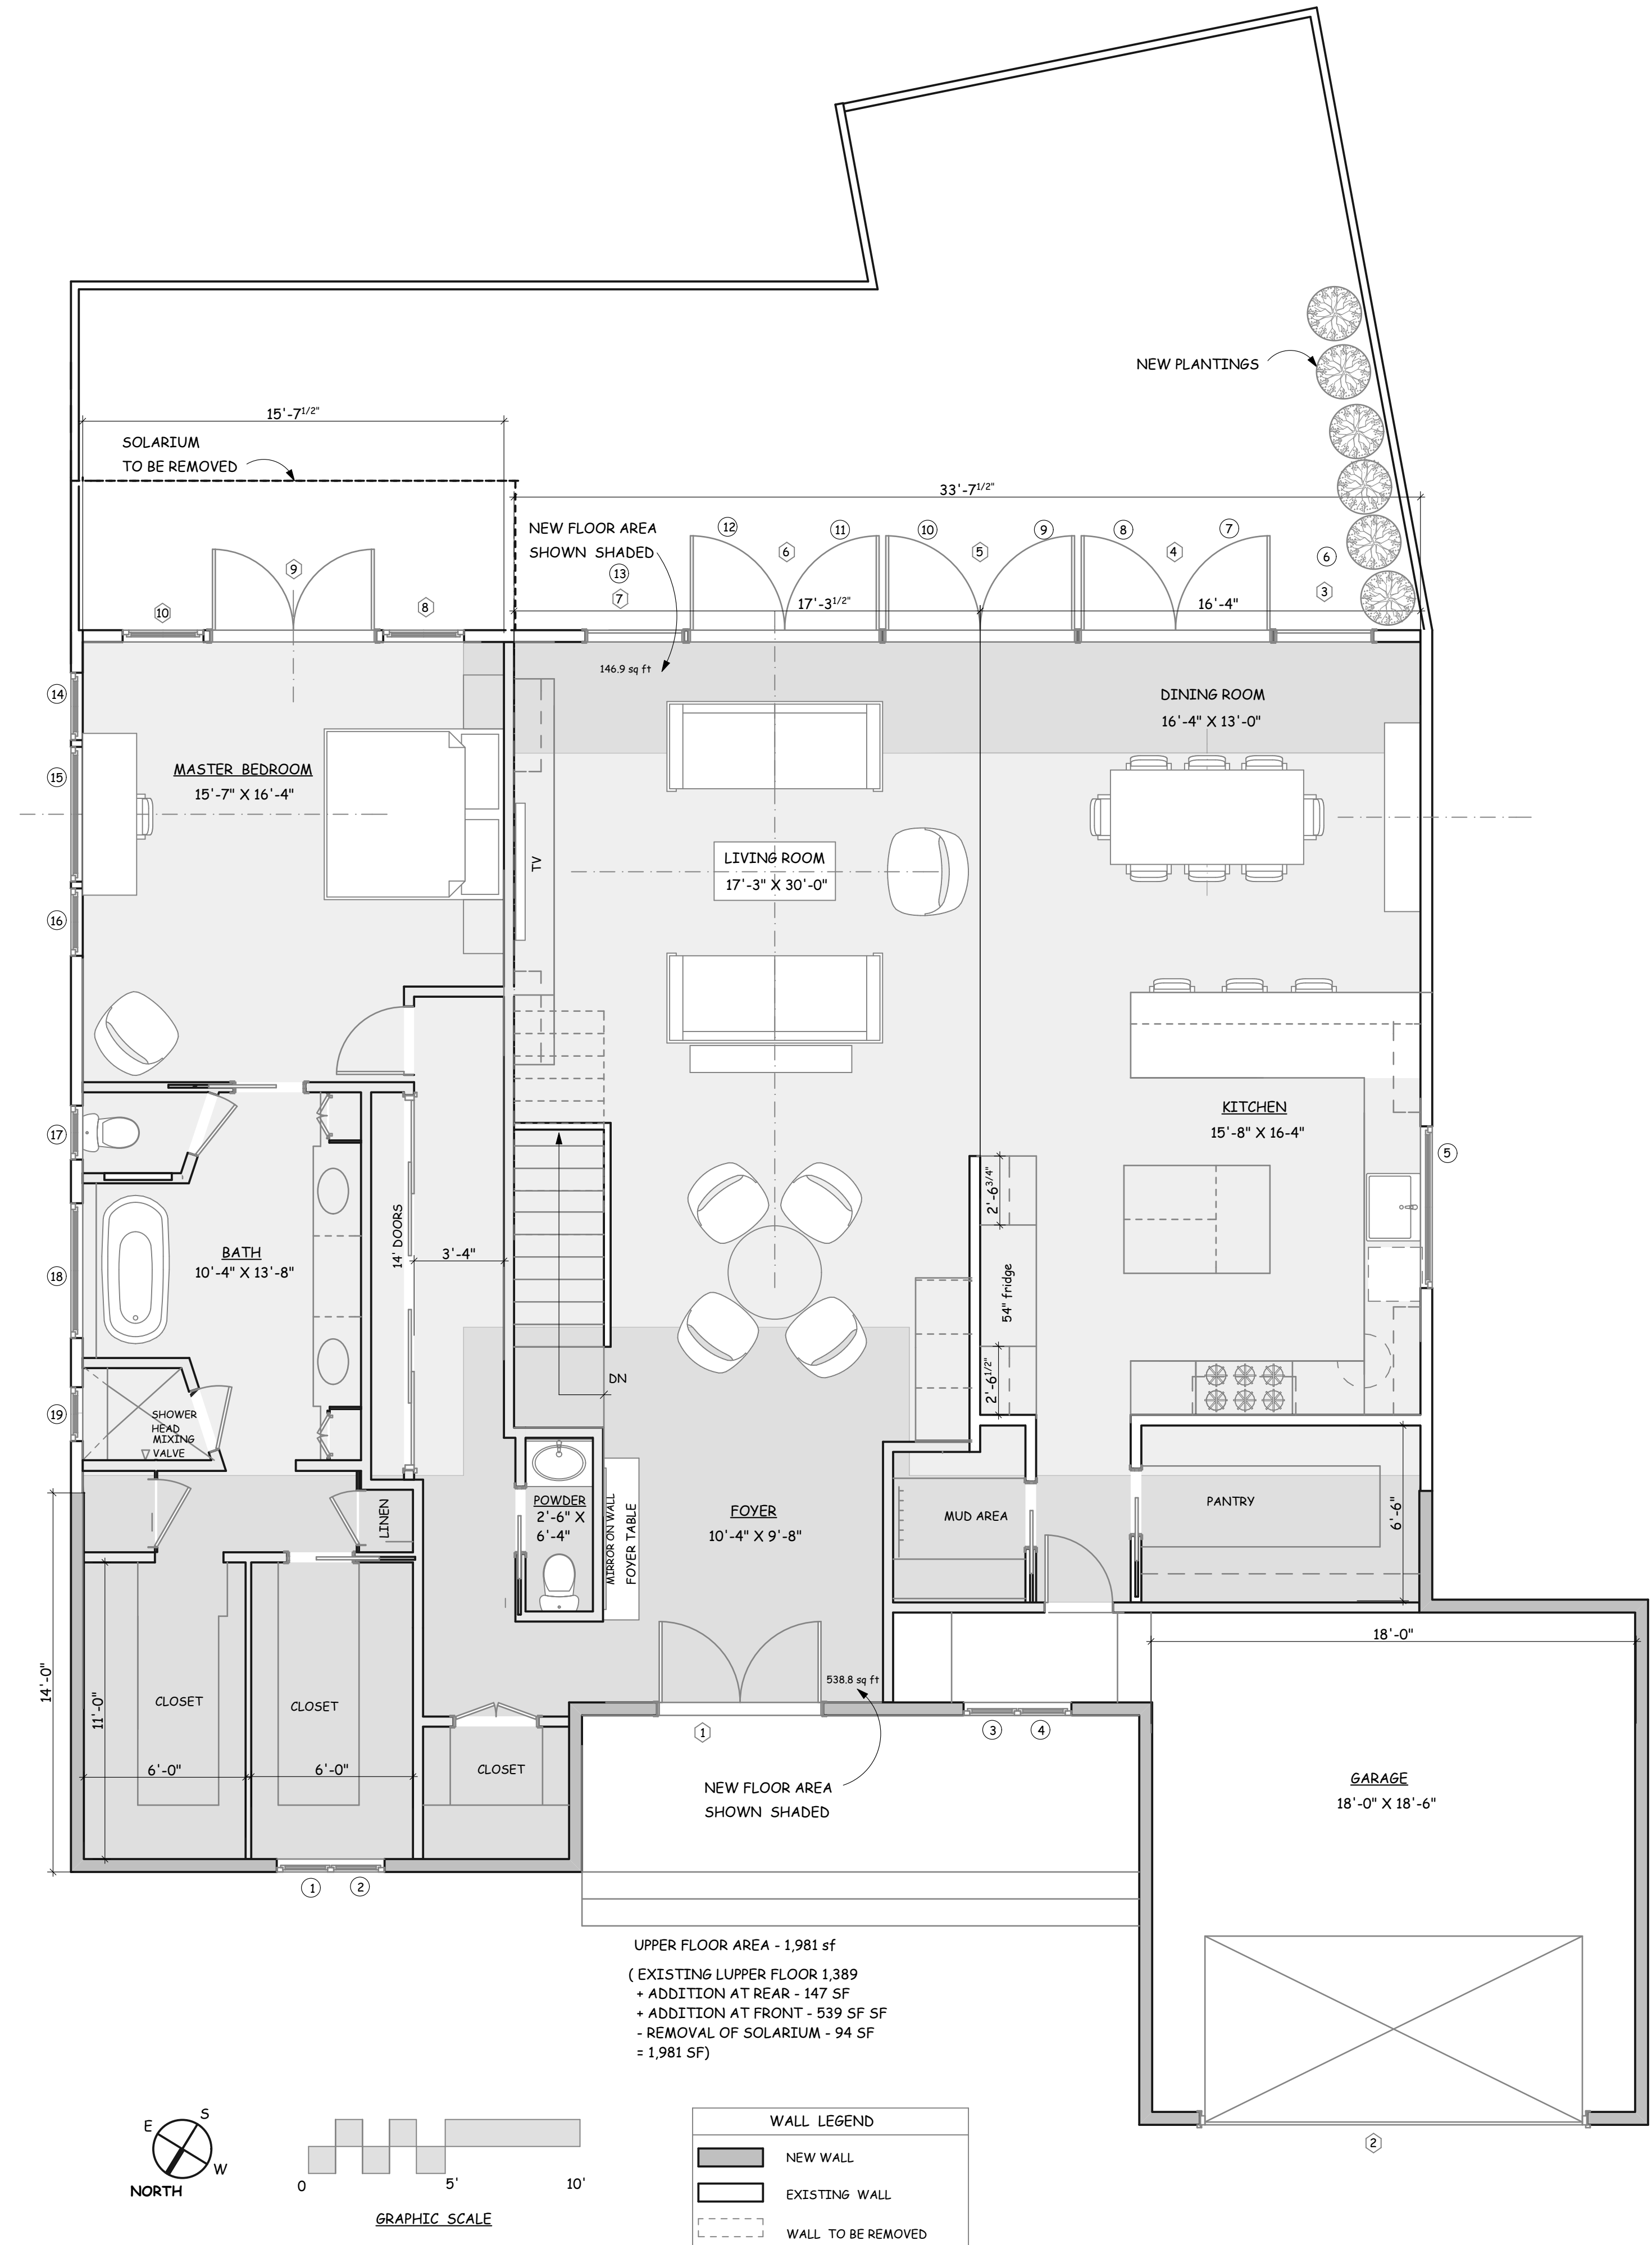 NEW PLANTINGS
15'-7 1/2"
SOLARIUM
TO BE REMOVED
33'-7 1/2"
NEW FLOOR AREA
SHOWN SHADED
12
11
10
9
8
7
6
5
4
6
3
13
7
9
10
8
17'-3 1/2"
16'-4"
146.9 sq ft
14
DINING ROOM
16'-4" X 13'-0"
MASTER BEDROOM
15'-7" X 16'-4"
15
TV
LIVING ROOM
17'-3" X 30'-0"
16
KITCHEN
15'-8" X 16-4"
17
5
2'-6 3/4"
14' DOORS
3'-4"
BATH
10'-4" X 13'-8"
18
54" fridge
2'-6 1/2"
DN
19
SHOWER
HEAD
MIXING
VALVE
LINEN
POWDER
2'-6" X
6'-4"
MIRROR ON WALL
FOYER TABLE
FOYER
10'-4" X 9'-8"
MUD AREA
PANTRY
6'-6"
18'-0"
14'-0"
11'-0"
CLOSET
CLOSET
538.8 sq ft
6'-0"
6'-0"
CLOSET
1
3
4
NEW FLOOR AREA
SHOWN SHADED
GARAGE
18'-0" X 18'-6"
1
2
UPPER FLOOR AREA - 1,981 sf
( EXISTING LUPPER FLOOR 1,389
+ ADDITION AT REAR - 147 SF
+ ADDITION AT FRONT - 539 SF SF
- REMOVAL OF SOLARIUM - 94 SF
= 1,981 SF)
2
E
S
W
NORTH
0
5'
10'
GRAPHIC SCALE
WALL LEGEND
NEW WALL
EXISTING WALL
WALL TO BE REMOVED